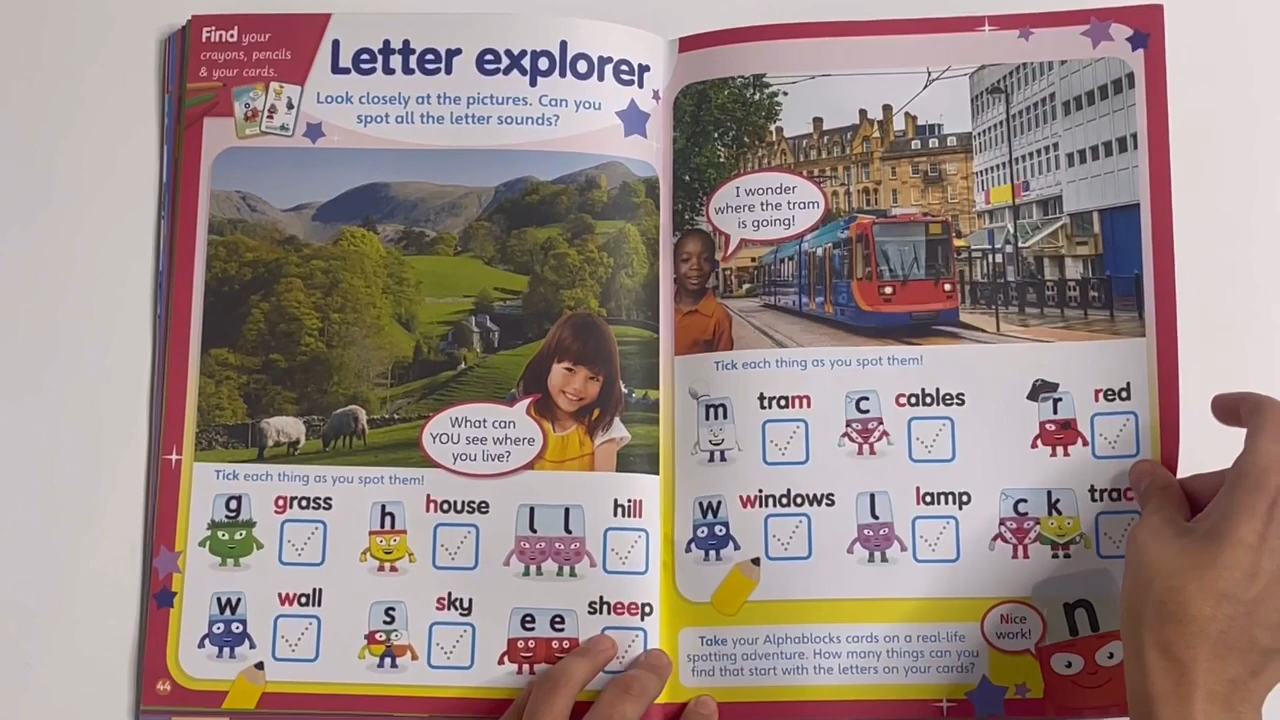 Find your
crayons, pencils
& your cards.
Letter explorer
Look closely at the pictures. Can you
spot all the letter sounds?
What can
YOU see where
you live?
Tick each thing as you spot them!
g grass
h house
ll hill
w wall
s sky
ee sheep
44
I wonder
where the tram
is going!
Tick each thing as you spot them!
m tram
c cables
r red
w windows
l lamp
ck
Take your Alphablocks cards on a real-life
spotting adventure. How many things can you
find that start with the letters on your cards?
Nice
work!
n